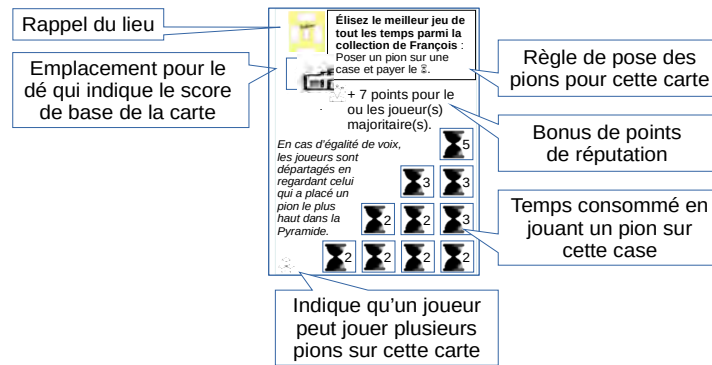 Rappel du lieu
Emplacement pour le
dé qui indique le score
de base de la carte
Élisez le meilleur jeu de
tout les temps parmi la
collection de François :
Poser un pion sur une
case et payer le
+ 7 points pour le
ou les joueur(s)
majoritaire(s).
En cas d'égalité de voix,
les joueurs sont
départagés en
regardant celui
qui a placé un
pion le plus
haut dans la
Pyramide.
5
3 3
2 2 3
2 2 2 2
Règle de pose des
pions pour cette carte
Bonus de points
de réputation
Temps consommé en
jouant un pion sur
cette case
Indique qu'un joueur
peut jouer plusieurs
pions sur cette carte